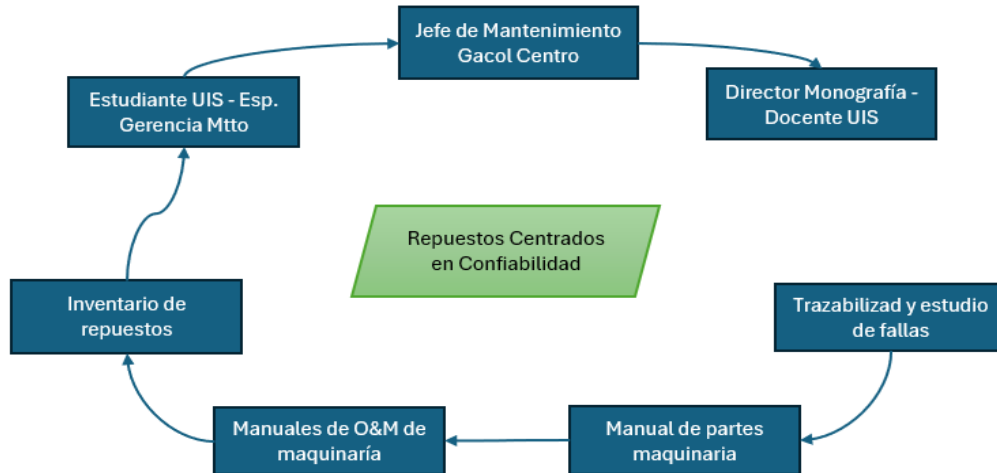 Jefe de Mantenimiento
Gacol Centro
Estudiante UIS - Esp.
Gerencia Mtto
Director Monografía -
Docente UIS
Repuestos Centrados
en Confiabilidad
Inventario de
repuestos
Trazabilizad y estudio
de fallas
Manuales de O&M de
maquinaría
Manual de partes
maquinaria